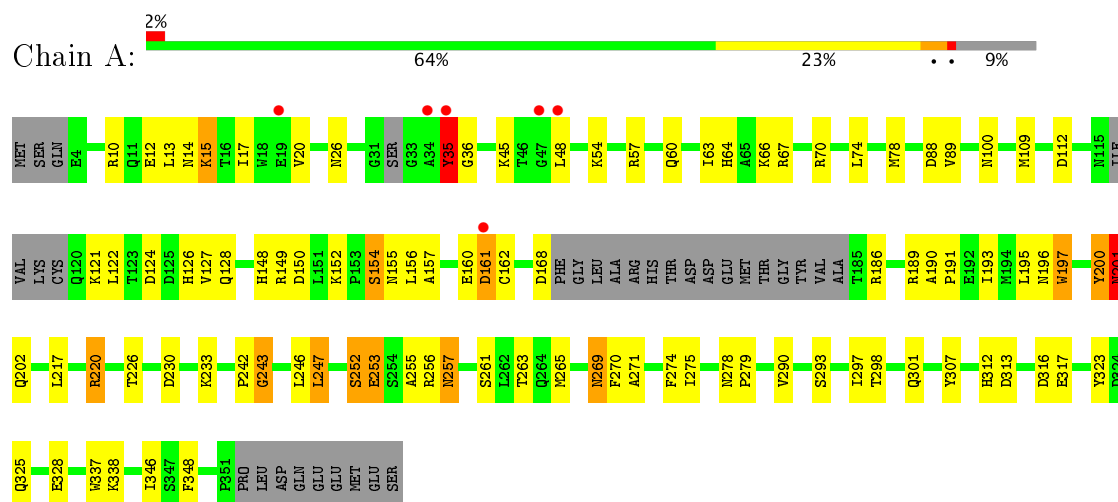 2%
Chain A:
64% 23% • • 9%
MET SER GLN E4 R10 Q11 E12 L13 N14 K15 T16 I17 W18 E19 V20 N26 G31 SER G33 A34 Y35 G36 K45 T46 G47 L48 K54 R57 Q60 I63 H64 A65 K66 R67 R70 L74 M78 D88 V89 N100 M109 D112 N115 ILE
VAL LYS CYS Q120 K121 L122 T123 D124 D125 H126 V127 Q128 H148 R149 D150 L151 K152 P153 S154 N155 L156 A157 E160 D161 C162 D168 PHE GLY LEU ALA ARG HIS THR ASP ASP GLU MET THR GLY TYR VAL ALA T185 R186 R189 A190 P191 E192 I193 M194 L195 N196 W197 Y200 N201
Q202 L217 R220 T226 D230 K233 P242 G243 L246 L247 S252 E253 S254 A255 R256 N257 S261 L262 T263 Q264 M265 N269 F270 A271 F274 I275 N278 P279 V290 S293 I297 T298 Q301 Y307 H312 D313 D316 E317 Y323
Q325 E328 W337 K338 I346 S347 F348 P351 PRO LEU ASP GLN GLU GLU MET GLU SER